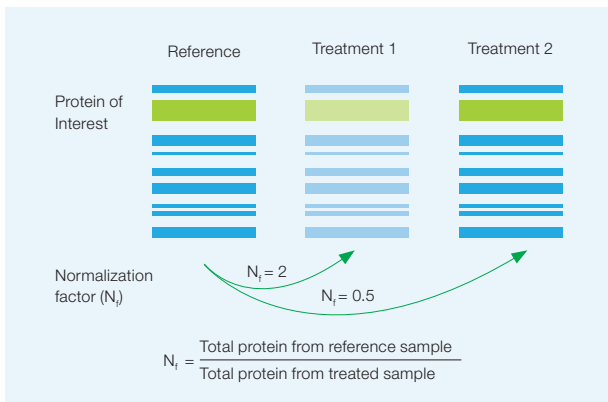 Reference
Treatment 1
Treatment 2
Protein of
Interest
Normalization
factor (Nf)
Nf = 2
Nf = 0.5
Nf = Total protein from reference sample
Total protein from treated sample